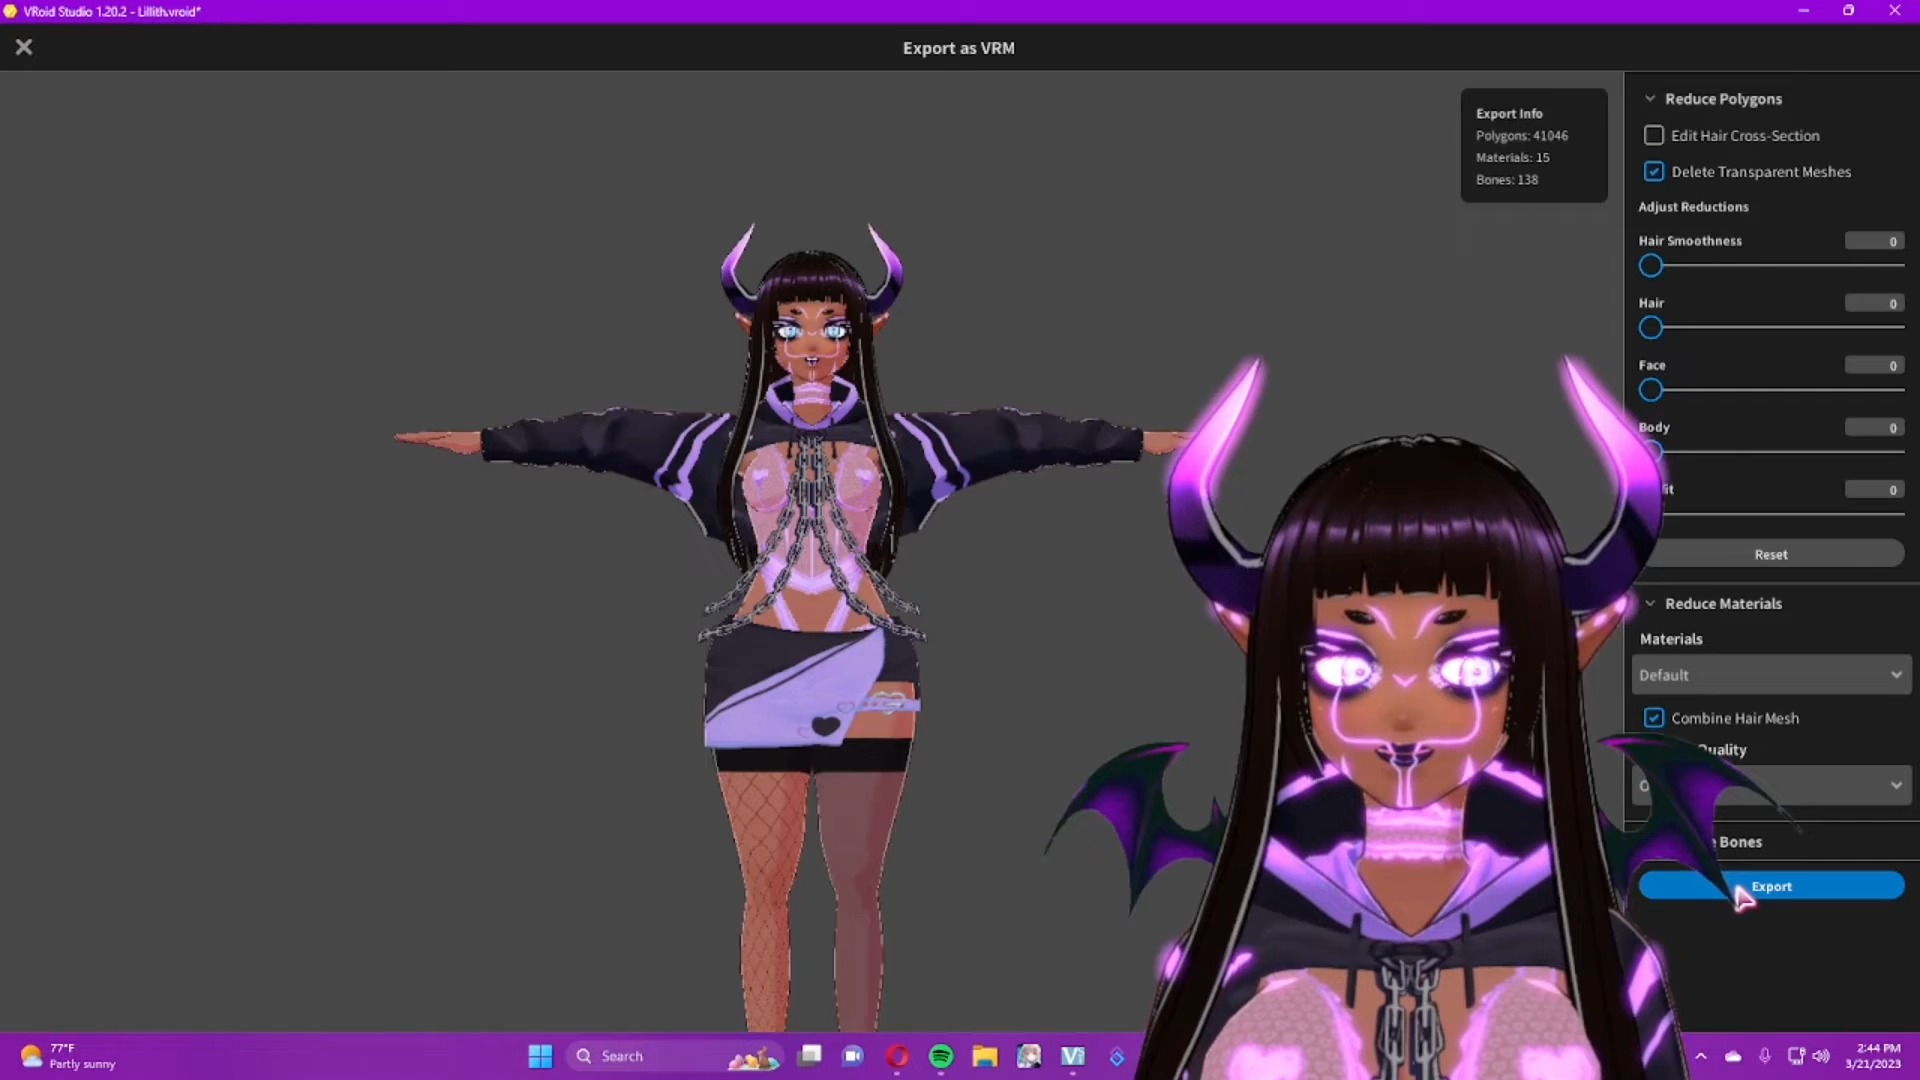 VRoid Studio 1.20.2 - Lillith.vroid*
Export as VRM
Export Info
Polygons: 41046
Materials: 15
Bones: 138
Reduce Polygons
Edit Hair Cross-Section
Delete Transparent Meshes
Adjust Reductions
Hair Smoothness 0
Hair 0
Face 0
Body 0
0
Reset
Reduce Materials
Materials
Default
Combine Hair Mesh
Quality
Bones
Export
77°F
Partly sunny
Search
2:44 PM
3/21/2023